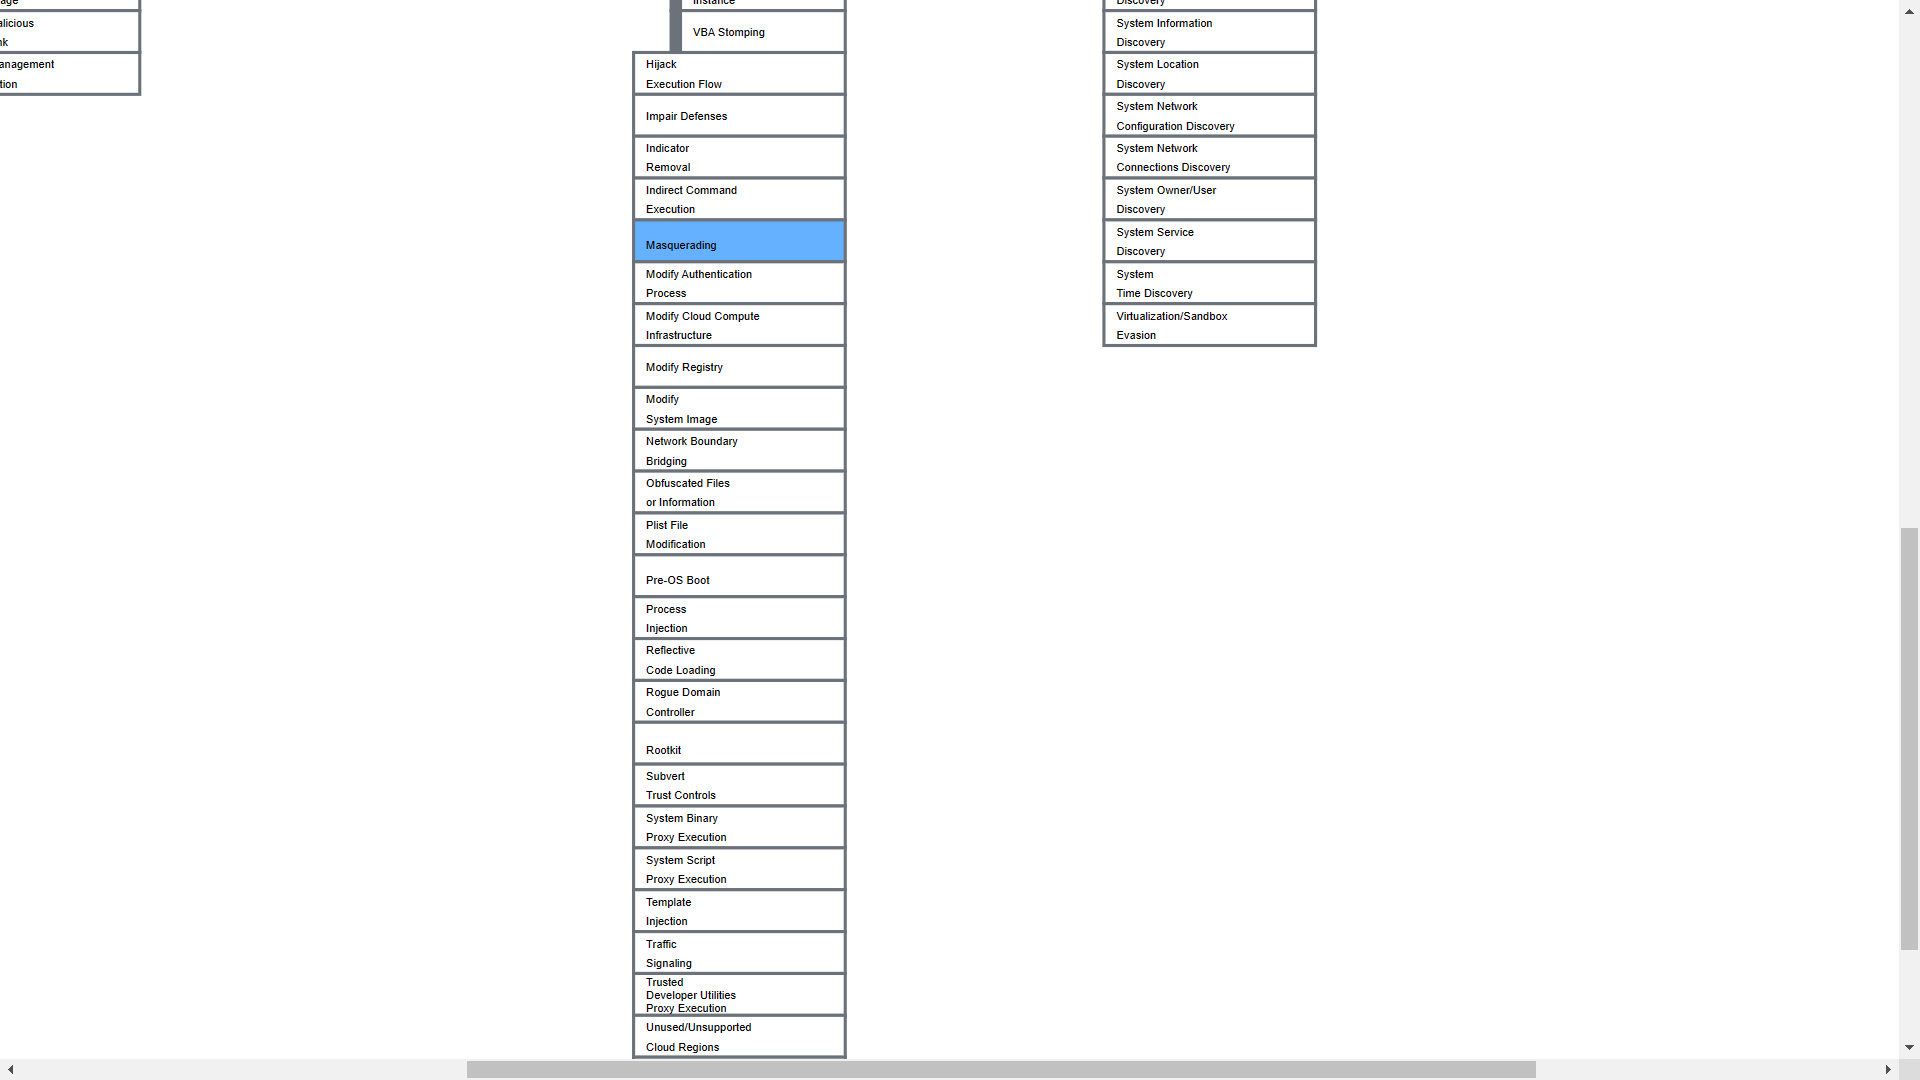 alicious
nk
anagement
tion
VBA Stomping
Hijack
Execution Flow
Impair Defenses
Indicator
Removal
Indirect Command
Execution
Masquerading
Modify Authentication
Process
Modify Cloud Compute
Infrastructure
Modify Registry
Modify
System Image
Network Boundary
Bridging
Obfuscated Files
or Information
Plist File
Modification
Pre-OS Boot
Process
Injection
Reflective
Code Loading
Rogue Domain
Controller
Rootkit
Subvert
Trust Controls
System Binary
Proxy Execution
System Script
Proxy Execution
Template
Injection
Traffic
Signaling
Trusted
Developer Utilities
Proxy Execution
Unused/Unsupported
Cloud Regions
Discovery
System Information
Discovery
System Location
Discovery
System Network
Configuration Discovery
System Network
Connections Discovery
System Owner/User
Discovery
System Service
Discovery
System
Time Discovery
Virtualization/Sandbox
Evasion